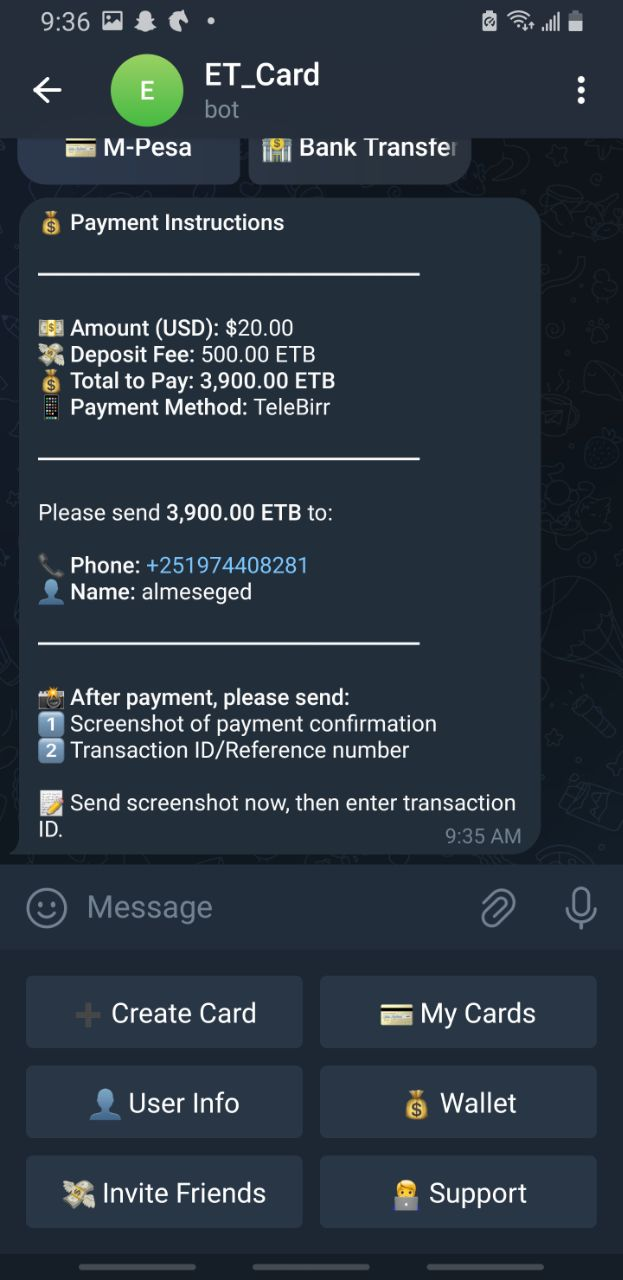 9:36
E
ET_Card
bot
💳 M-Pesa
🏦 Bank Transfer
💰 Payment Instructions
💵 Amount (USD): $20.00
💸 Deposit Fee: 500.00 ETB
💰 Total to Pay: 3,900.00 ETB
📱 Payment Method: TeleBirr
Please send 3,900.00 ETB to:
📞 Phone: +251974408281
👤 Name: almeseged
📸 After payment, please send:
1️⃣ Screenshot of payment confirmation
2️⃣ Transaction ID/Reference number
📝 Send screenshot now, then enter transaction
ID.
9:35 AM
Message
➕ Create Card
💳 My Cards
👤 User Info
💰 Wallet
💸 Invite Friends
🧑‍💻 Support